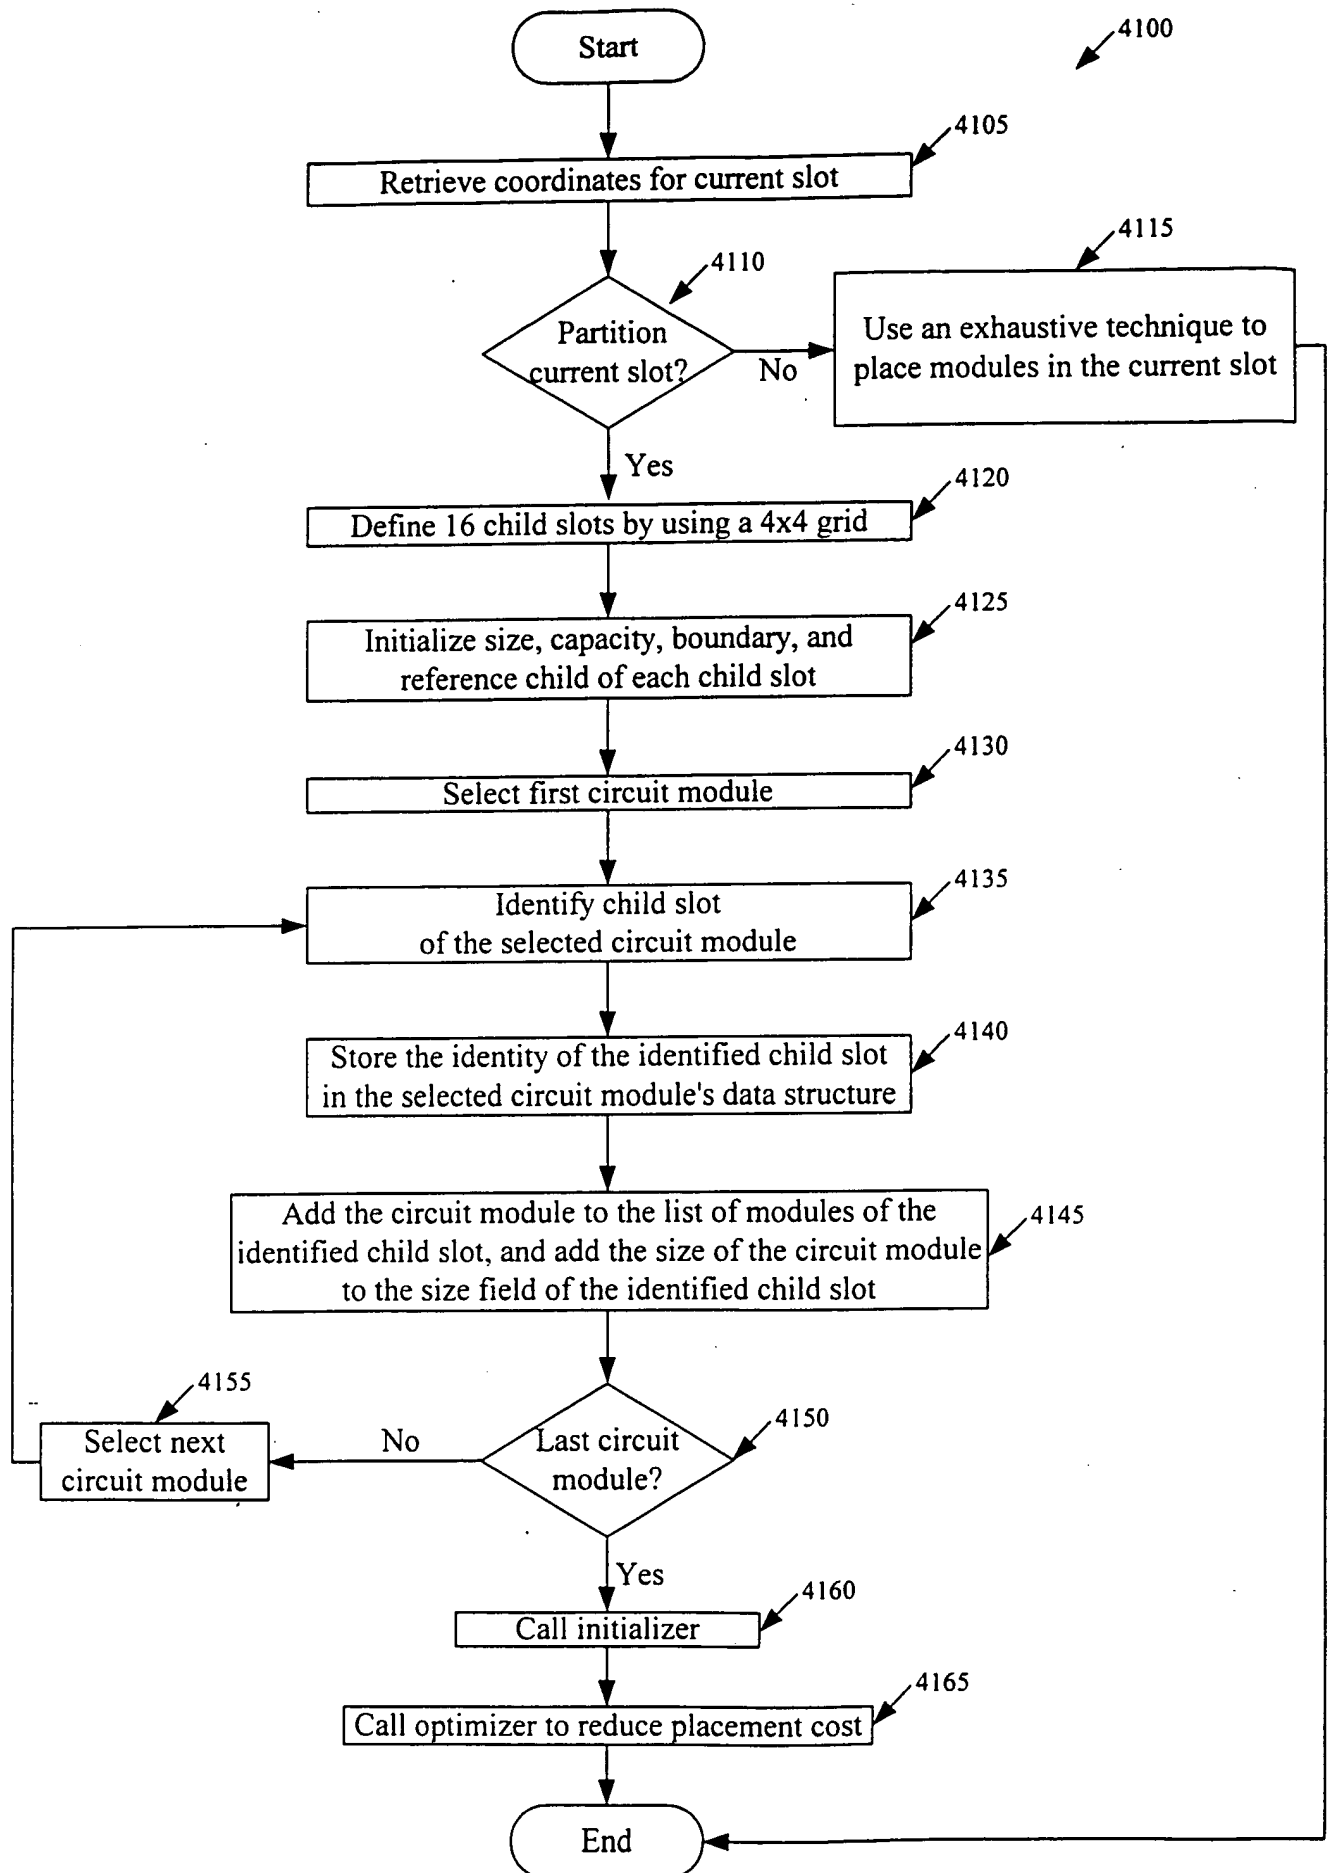 Start
4100
4105
Retrieve coordinates for current slot
4115
4110
Partition
current slot?
No
Use an exhaustive technique to
place modules in the current slot
Yes
4120
Define 16 child slots by using a 4x4 grid
4125
Initialize size, capacity, boundary, and
reference child of each child slot
4130
Select first circuit module
4135
Identify child slot
of the selected circuit module
4140
Store the identity of the identified child slot
in the selected circuit module's data structure
4145
Add the circuit module to the list of modules of the
identified child slot, and add the size of the circuit module
to the size field of the identified child slot
4155
Select next
circuit module
No
4150
Last circuit
module?
Yes
4160
Call initializer
4165
Call optimizer to reduce placement cost
End